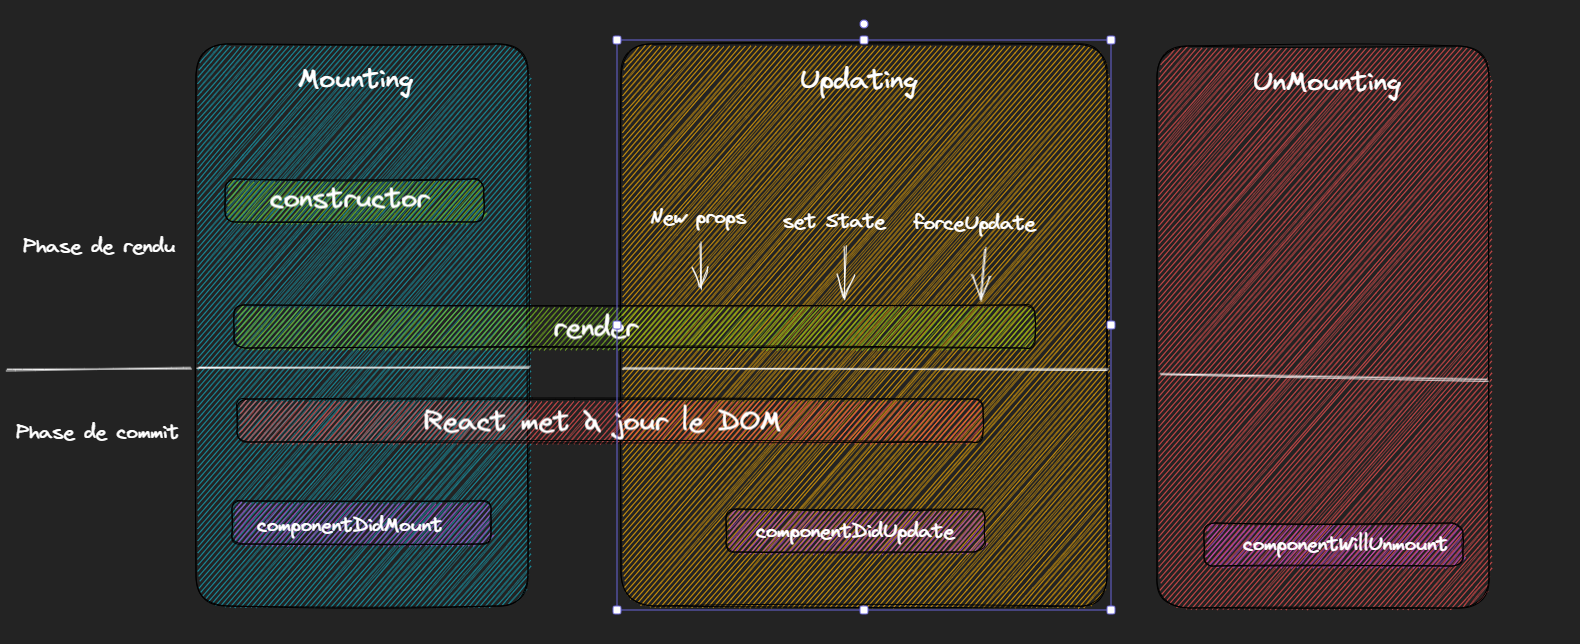 Mounting
Updating
UnMounting
constructor
New props
set State
forceUpdate
Phase de rendu
render
React met à jour le DOM
Phase de commit
componentDidMount
componentDidUpdate
componentWillUnmount